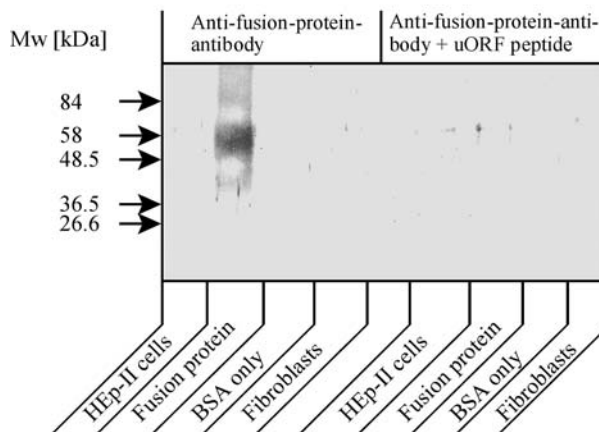 Anti-fusion-protein-
antibody
Anti-fusion-protein-anti-
body + uORF peptide
Mw [kDa]
84
58
48.5
36.5
26.6
HEp-II cells
Fusion protein
BSA only
Fibroblasts
HEp-II cells
Fusion protein
BSA only
Fibroblasts